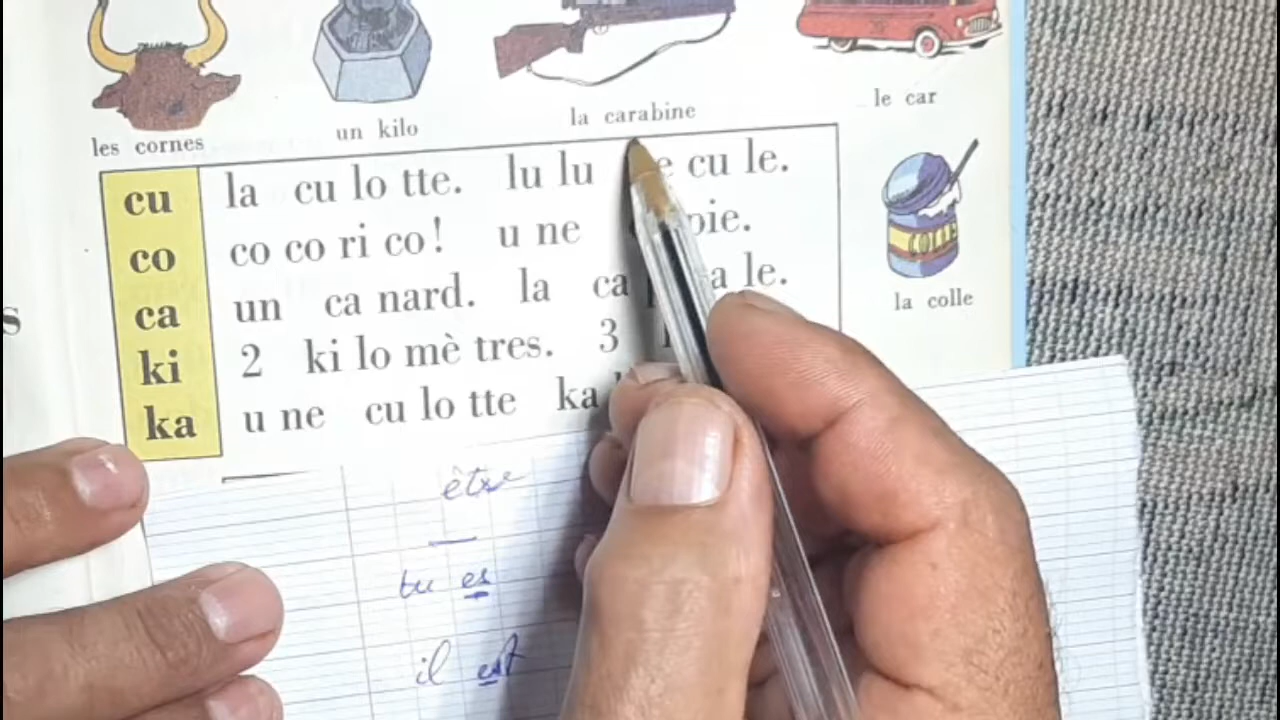 les cornes
un kilo
la carabine
le car
cu la cu lo tte. lu lu cu le.
co co co ri co! u ne pie.
ca un ca nard. la ca a le.
ki 2 ki lo mè tres. 3
ka u ne cu lo tte ka
COLLE
la colle
s
être
tu es
il est